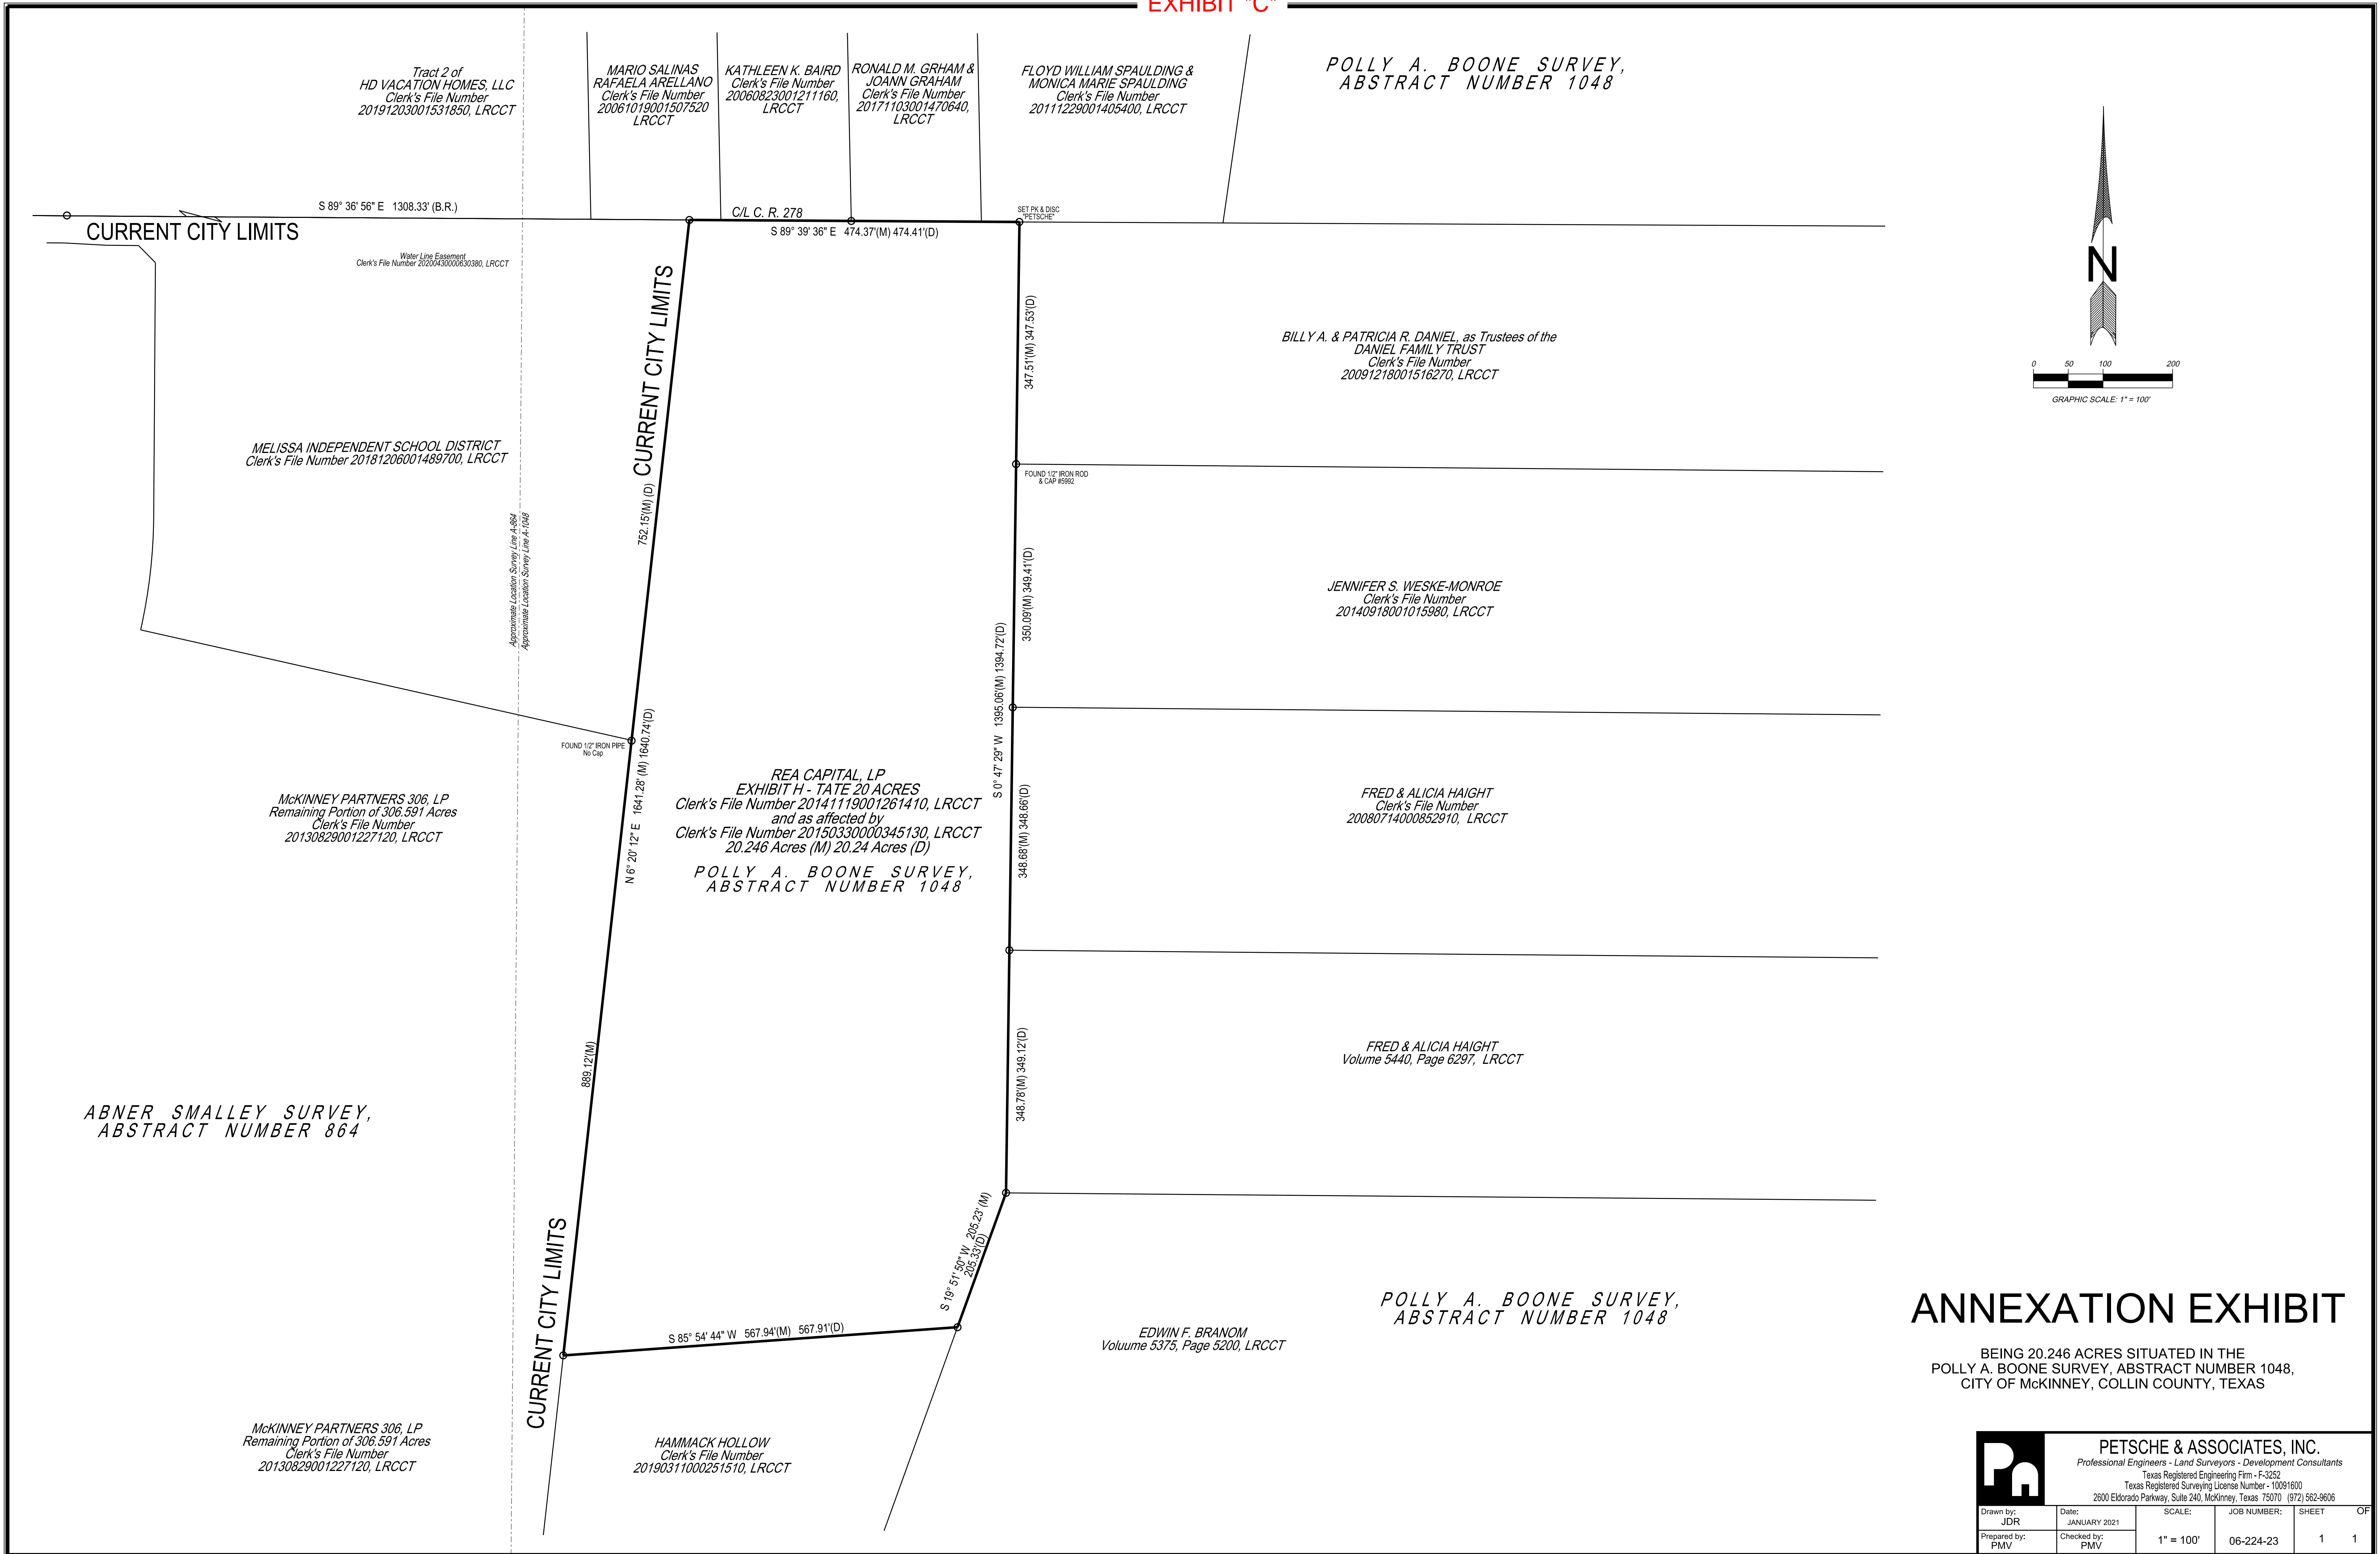 EXHIBIT "C"
Tract 2 of
HD VACATION HOMES, LLC
Clerk's File Number
20191203001531850, LRCCT
MARIO SALINAS
RAFAELA ARELLANO
Clerk's File Number
20061019001507520
LRCCT
KATHLEEN K. BAIRD
Clerk's File Number
20060823001211160,
LRCCT
RONALD M. GRHAM &
JOANN GRAHAM
Clerk's File Number
20171103001470640,
LRCCT
FLOYD WILLIAM SPAULDING &
MONICA MARIE SPAULDING
Clerk's File Number
20111229001405400, LRCCT
POLLY A. BOONE SURVEY,
ABSTRACT NUMBER 1048
S 89° 36' 56" E 1308.33' (B.R.)
C/L C. R. 278
SET PK & DISC
"PETSCHE"
CURRENT CITY LIMITS
S 89° 39' 36" E 474.37'(M) 474.41'(D)
Water Line Easement
Clerk's File Number 20200430000630380, LRCCT
N
0 50 100 200
GRAPHIC SCALE: 1" = 100'
CURRENT CITY LIMITS
347.51'(M) 347.53'(D)
BILLY A. & PATRICIA R. DANIEL, as Trustees of the
DANIEL FAMILY TRUST
Clerk's File Number
20091218001516270, LRCCT
MELISSA INDEPENDENT SCHOOL DISTRICT
Clerk's File Number 20181206001489700, LRCCT
FOUND 1/2" IRON ROD
& CAP #5992
752.15'(M) (D)
Approximate Location Survey Line A-864
Approximate Location Survey Line A-1048
350.09'(M) 349.41'(D)
JENNIFER S. WESKE-MONROE
Clerk's File Number
20140918001015980, LRCCT
S 0° 47' 29" W 1395.06'(M) 1394.72'(D)
FOUND 1/2" IRON PIPE
No Cap
N 6° 20' 12" E 1641.28' (M) 1640.74'(D)
REA CAPITAL, LP
EXHIBIT H - TATE 20 ACRES
Clerk's File Number 20141119001261410, LRCCT
and as affected by
Clerk's File Number 20150330000345130, LRCCT
20.246 Acres (M) 20.24 Acres (D)
POLLY A. BOONE SURVEY,
ABSTRACT NUMBER 1048
McKINNEY PARTNERS 306, LP
Remaining Portion of 306.591 Acres
Clerk's File Number
20130829001227120, LRCCT
348.68'(M) 348.66'(D)
FRED & ALICIA HAIGHT
Clerk's File Number
20080714000852910, LRCCT
889.12'(M)
348.78'(M) 349.12'(D)
FRED & ALICIA HAIGHT
Volume 5440, Page 6297, LRCCT
ABNER SMALLEY SURVEY,
ABSTRACT NUMBER 864
CURRENT CITY LIMITS
S 19° 51' 50" W 205.23' (M)
205.33'(D)
S 85° 54' 44" W 567.94'(M) 567.91'(D)
EDWIN F. BRANOM
Voluume 5375, Page 5200, LRCCT
POLLY A. BOONE SURVEY,
ABSTRACT NUMBER 1048
McKINNEY PARTNERS 306, LP
Remaining Portion of 306.591 Acres
Clerk's File Number
20130829001227120, LRCCT
HAMMACK HOLLOW
Clerk's File Number
20190311000251510, LRCCT
ANNEXATION EXHIBIT
BEING 20.246 ACRES SITUATED IN THE
POLLY A. BOONE SURVEY, ABSTRACT NUMBER 1048,
CITY OF McKINNEY, COLLIN COUNTY, TEXAS
PETSCHE & ASSOCIATES, INC.
Professional Engineers - Land Surveyors - Development Consultants
Texas Registered Engineering Firm - F-3252
Texas Registered Surveying License Number - 10091600
2600 Eldorado Parkway, Suite 240, McKinney, Texas 75070 (972) 562-9606
Drawn by:
JDR
Date:
JANUARY 2021
SCALE:
1" = 100'
JOB NUMBER:
06-224-23
SHEET OF
1 1
Prepared by:
PMV
Checked by:
PMV